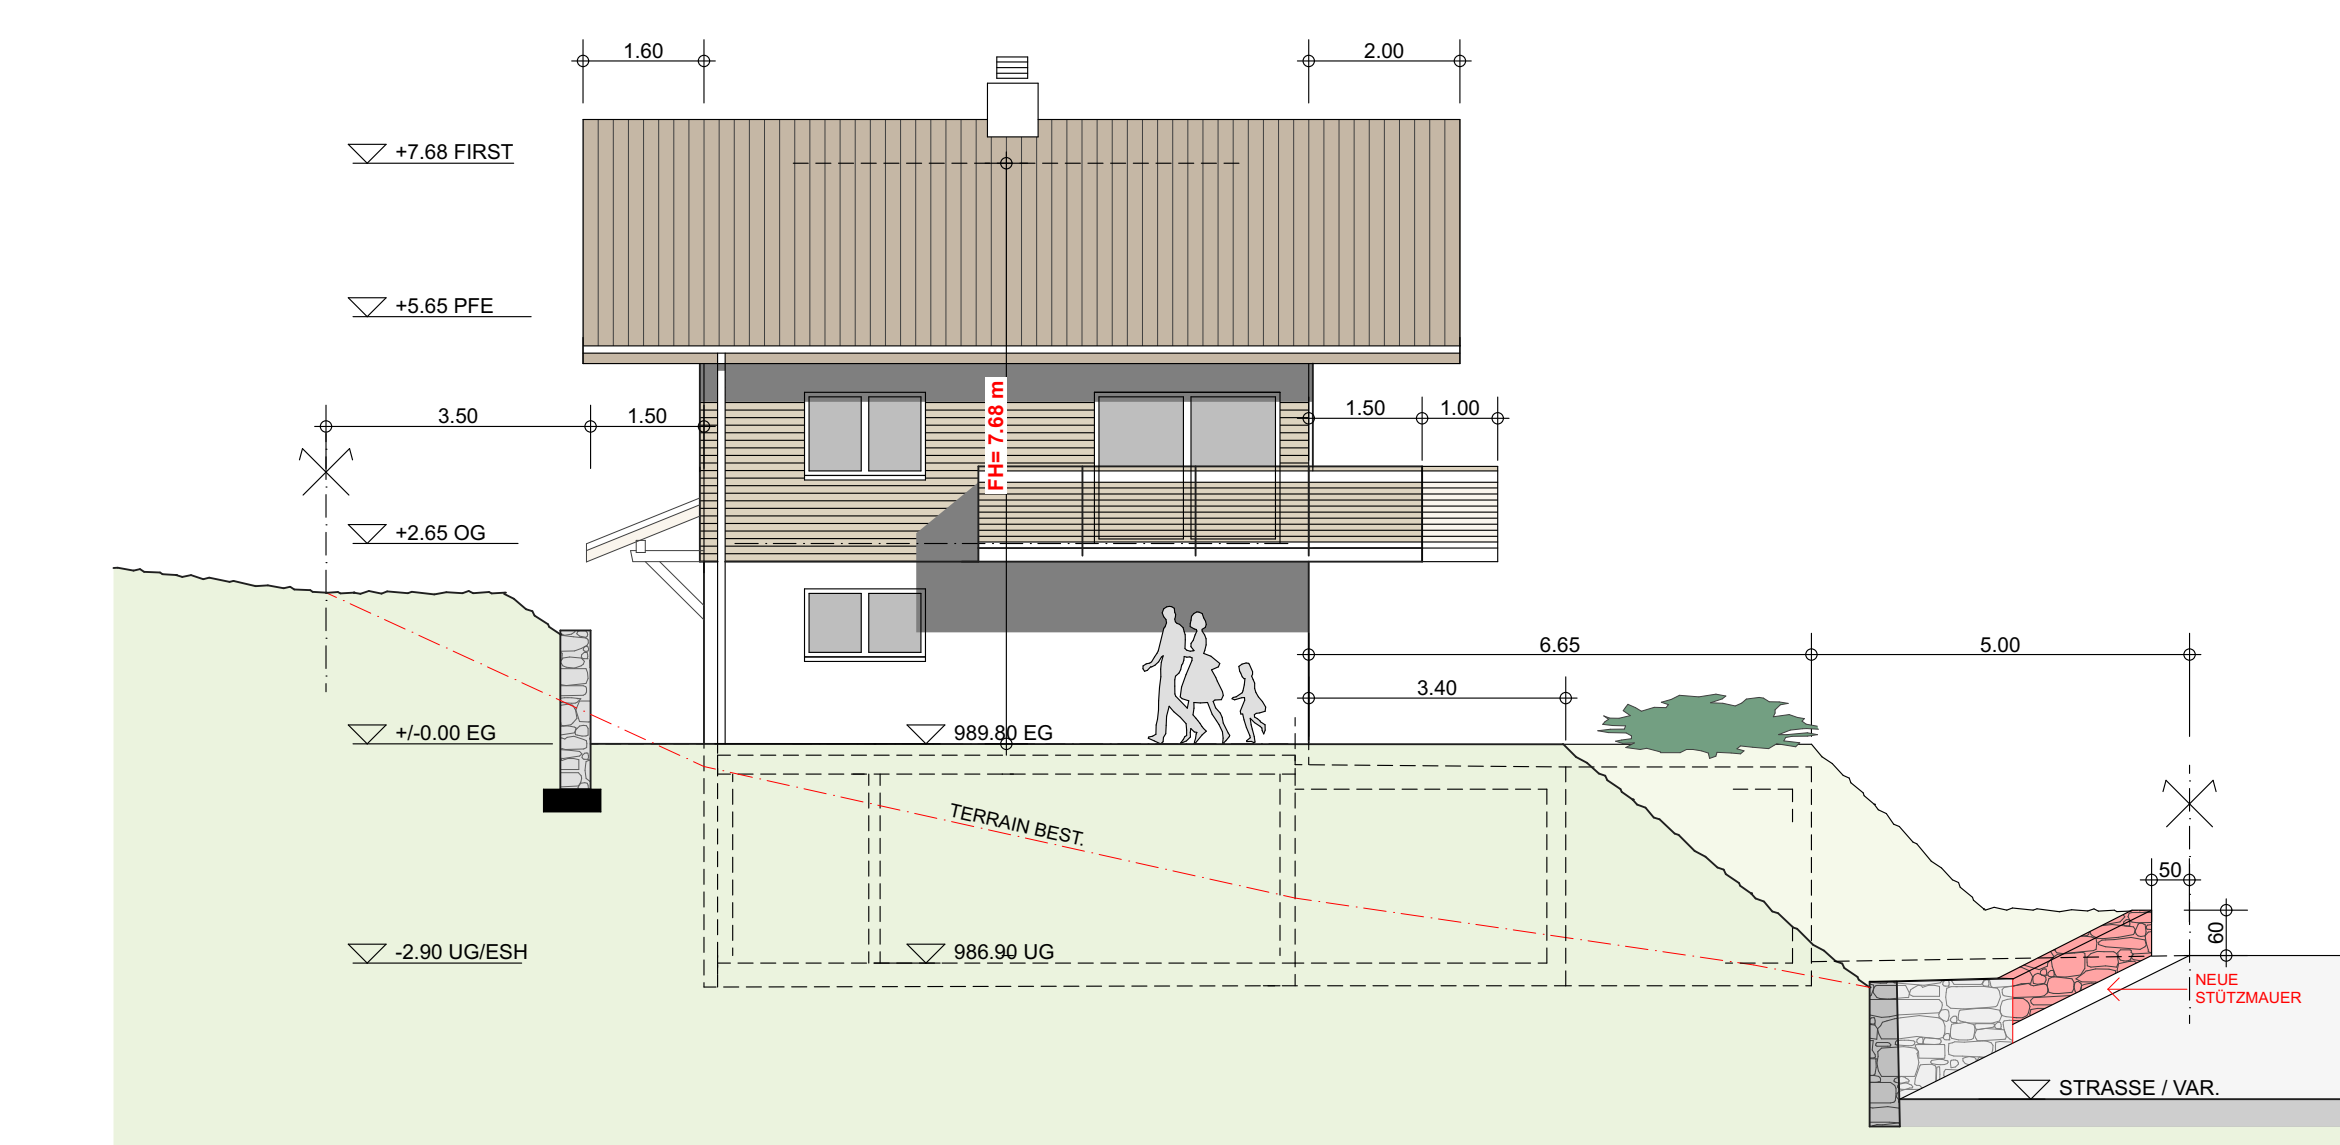 1.60
2.00
+7.68 FIRST
+5.65 PFE
FH= 7.68 m
3.50
1.50
1.50
1.00
+2.65 OG
6.65
5.00
3.40
+/-0.00 EG
989.80 EG
TERRAIN BEST.
50
60
-2.90 UG/ESH
986.90 UG
NEUE
STÜTZMAUER
STRASSE / VAR.